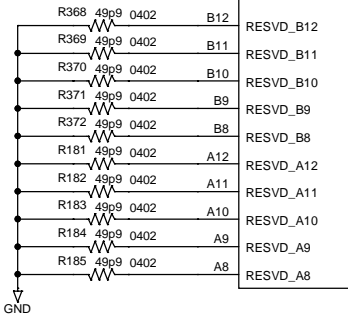 R368 49p9 0402 B12 RESVD_B12
R369 49p9 0402 B11 RESVD_B11
R370 49p9 0402 B10 RESVD_B10
R371 49p9 0402 B9 RESVD_B9
R372 49p9 0402 B8 RESVD_B8
R181 49p9 0402 A12 RESVD_A12
R182 49p9 0402 A11 RESVD_A11
R183 49p9 0402 A10 RESVD_A10
R184 49p9 0402 A9 RESVD_A9
R185 49p9 0402 A8 RESVD_A8
GND